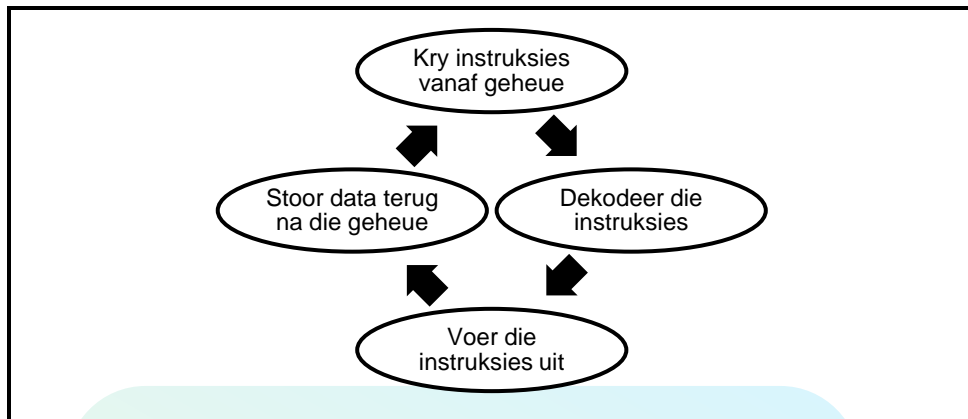 Kry instruksies
vanaf geheue
Dekodeer die
instruksies
Voer die
instruksies uit
Stoor data terug
na die geheue